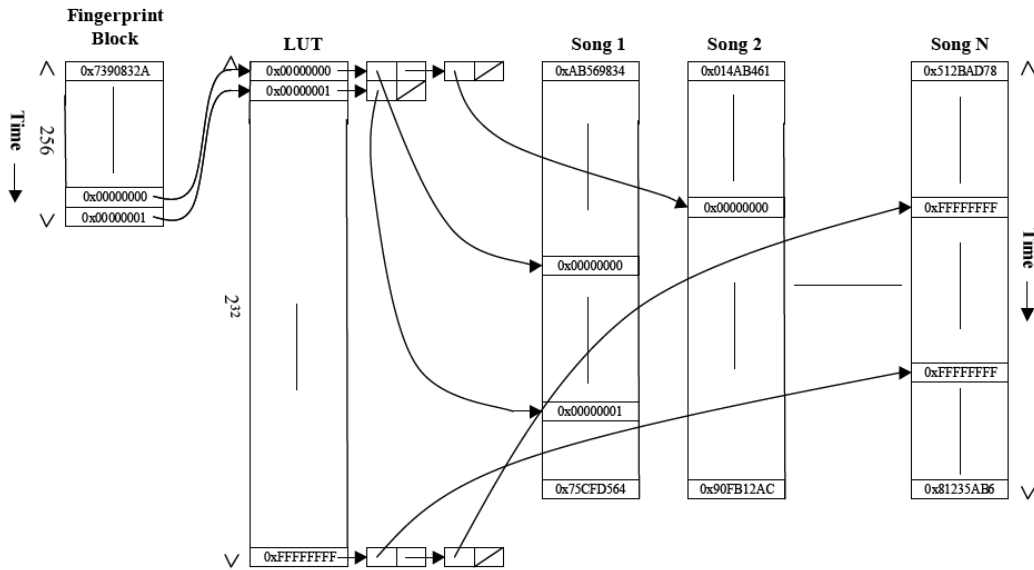 Fingerprint
Block
LUT
Song 1
Song 2
Song N
0x7390832A
0x00000000
0x00000001
0xAB569834
0x014AB461
0x512BAD78
Time
256
0x00000000
0x00000001
0x00000000
0xFFFFFFFF
0x00000000
Time
2³²
0xFFFFFFFF
0x00000001
0x75CFD564
0x90FB12AC
0x81235AB6
0xFFFFFFFF